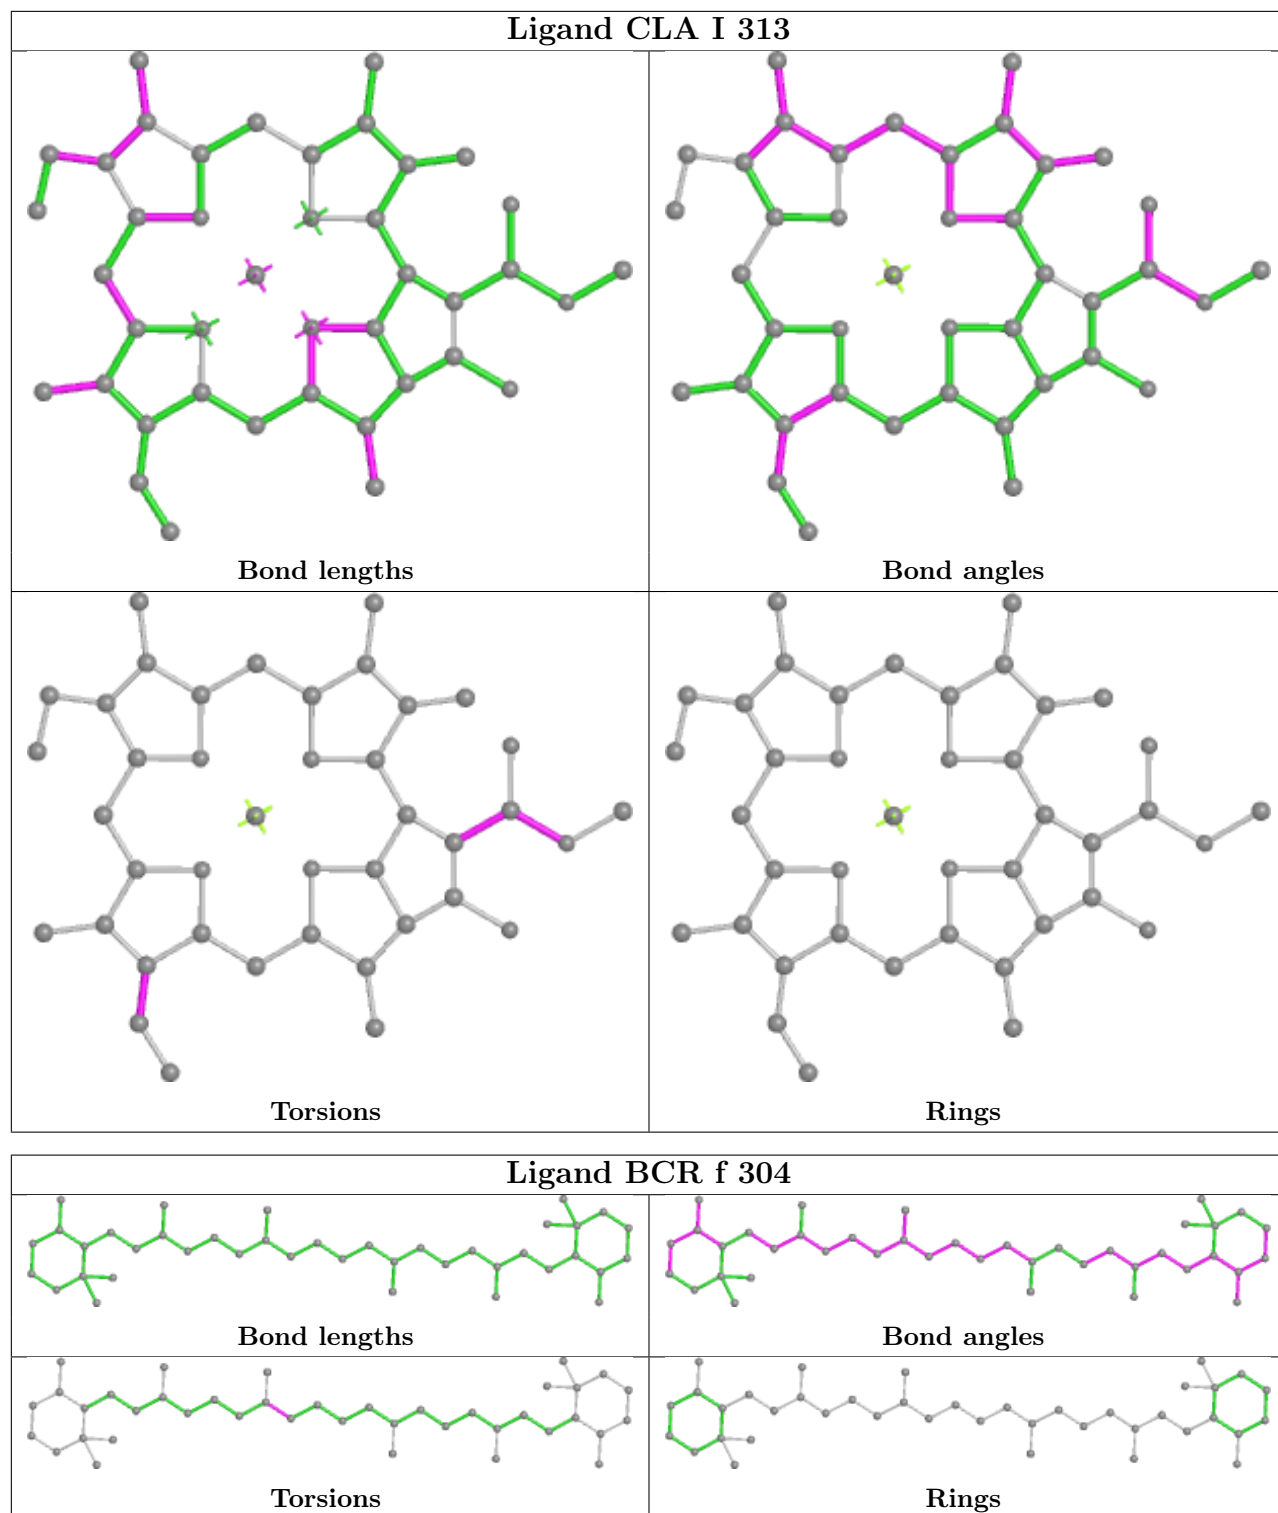 Ligand CLA I 313
Bond lengths
Bond angles
Torsions
Rings
Ligand BCR f 304
Bond lengths
Bond angles
Torsions
Rings